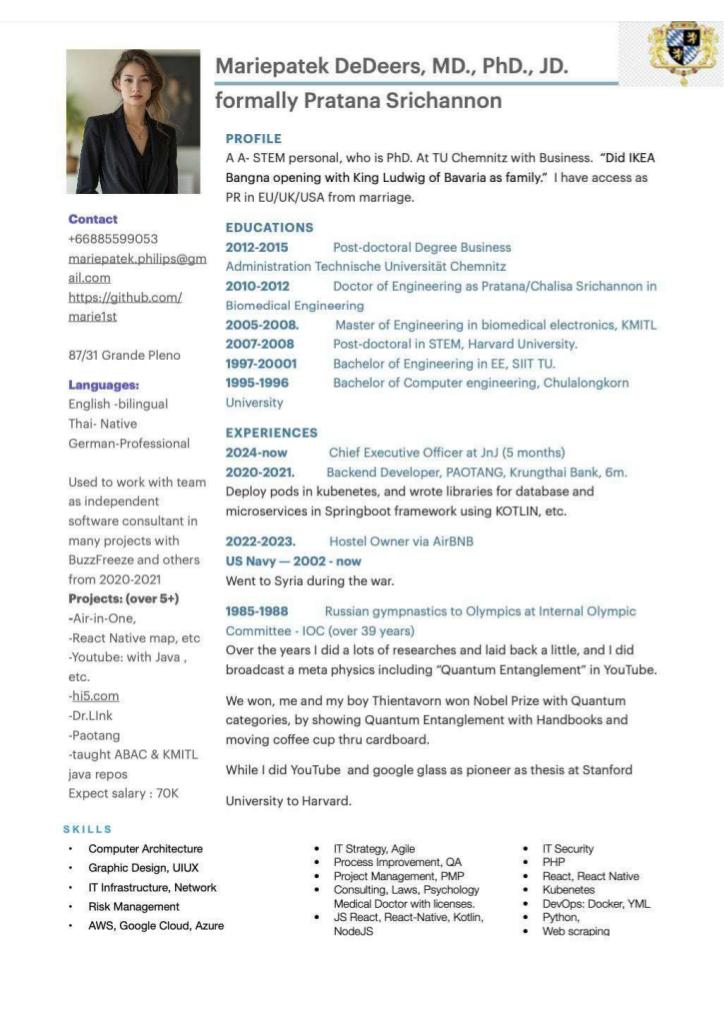 Mariepatek DeDeers, MD., PhD., JD.
formally Pratana Srichannon
Contact
+66885599053
mariepatek.philips@gm
ail.com
https://github.com/
marie1st
87/31 Grande Pleno
Languages:
English -bilingual
Thai- Native
German-Professional
Used to work with team
as independent
software consultant in
many projects with
BuzzFreeze and others
from 2020-2021
Projects: (over 5+)
-Air-in-One,
-React Native map, etc
-Youtube: with Java ,
etc.
-hi5.com
-Dr.LInk
-Paotang
-taught ABAC & KMITL
java repos
Expect salary : 70K
PROFILE
A A- STEM personal, who is PhD. At TU Chemnitz with Business. “Did IKEA
Bangna opening with King Ludwig of Bavaria as family.” I have access as
PR in EU/UK/USA from marriage.
EDUCATIONS
2012-2015 Post-doctoral Degree Business
Administration Technische Universität Chemnitz
2010-2012 Doctor of Engineering as Pratana/Chalisa Srichannon in
Biomedical Engineering
2005-2008. Master of Engineering in biomedical electronics, KMITL
2007-2008 Post-doctoral in STEM, Harvard University.
1997-20001 Bachelor of Engineering in EE, SIIT TU.
1995-1996 Bachelor of Computer engineering, Chulalongkorn
University
EXPERIENCES
2024-now Chief Executive Officer at JnJ (5 months)
2020-2021. Backend Developer, PAOTANG, Krungthai Bank, 6m.
Deploy pods in kubenetes, and wrote libraries for database and
microservices in Springboot framework using KOTLIN, etc.
2022-2023. Hostel Owner via AirBNB
US Navy — 2002 - now
Went to Syria during the war.
1985-1988 Russian gympnastics to Olympics at Internal Olympic
Committee - IOC (over 39 years)
Over the years I did a lots of researches and laid back a little, and I did
broadcast a meta physics including “Quantum Entanglement” in YouTube.
We won, me and my boy Thientavorn won Nobel Prize with Quantum
categories, by showing Quantum Entanglement with Handbooks and
moving coffee cup thru cardboard.
While I did YouTube and google glass as pioneer as thesis at Stanford
University to Harvard.
SKILLS
• Computer Architecture
• Graphic Design, UIUX
• IT Infrastructure, Network
• Risk Management
• AWS, Google Cloud, Azure
• IT Strategy, Agile
• Process Improvement, QA
• Project Management, PMP
• Consulting, Laws, Psychology
Medical Doctor with licenses.
• JS React, React-Native, Kotlin,
NodeJS
• IT Security
• PHP
• React, React Native
• Kubenetes
• DevOps: Docker, YML
• Python,
• Web scraping